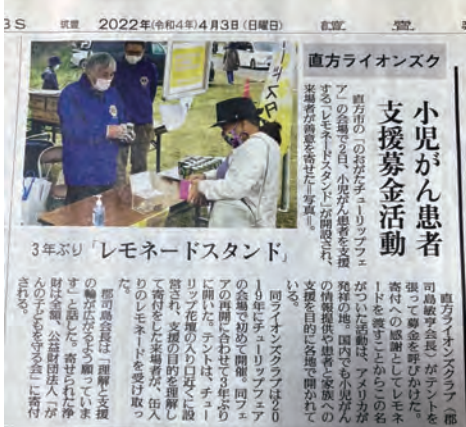 筑豊 2022年(令和4年)4月3日(日曜日) 讀賣
直方ライオンズク
小児がん患者
支援募金活動
直方市の「のおがたチューリップフェ
ア」の会場で2日、小児がん患者を支援
する「レモネードスタンド」が開設され、
来場者が善意を寄せた=写真=。
3年ぶり「レモネードスタンド」
直方ライオンズクラブ(郡
司島敏亨会長)がテントを
張って募金を呼びかけた。
寄付への感謝としてレモネ
ードを渡すことからこの名
がついた活動は、アメリカが
発祥の地。国内でも小児がん
の情報提供や患者・家族への
支援を目的に各地で開かれて
いる。
同ライオンズクラブは20
19年にチューリップフェア
の会場で初めて開催。同フェ
アの再開に合わせて3年ぶり
に開いた。テントは、チュー
リップ花壇の入り口近くに設
営され、支援の目的を理解し
て寄付をした来場者が、缶入
りのレモネードを受け取っ
た。
郡司島会長は「理解と支援
の輪が広がるよう願っていま
す」と話した。寄せられた浄
財は全額、公益財団法人「が
んの子どもを守る会」に寄付
される。